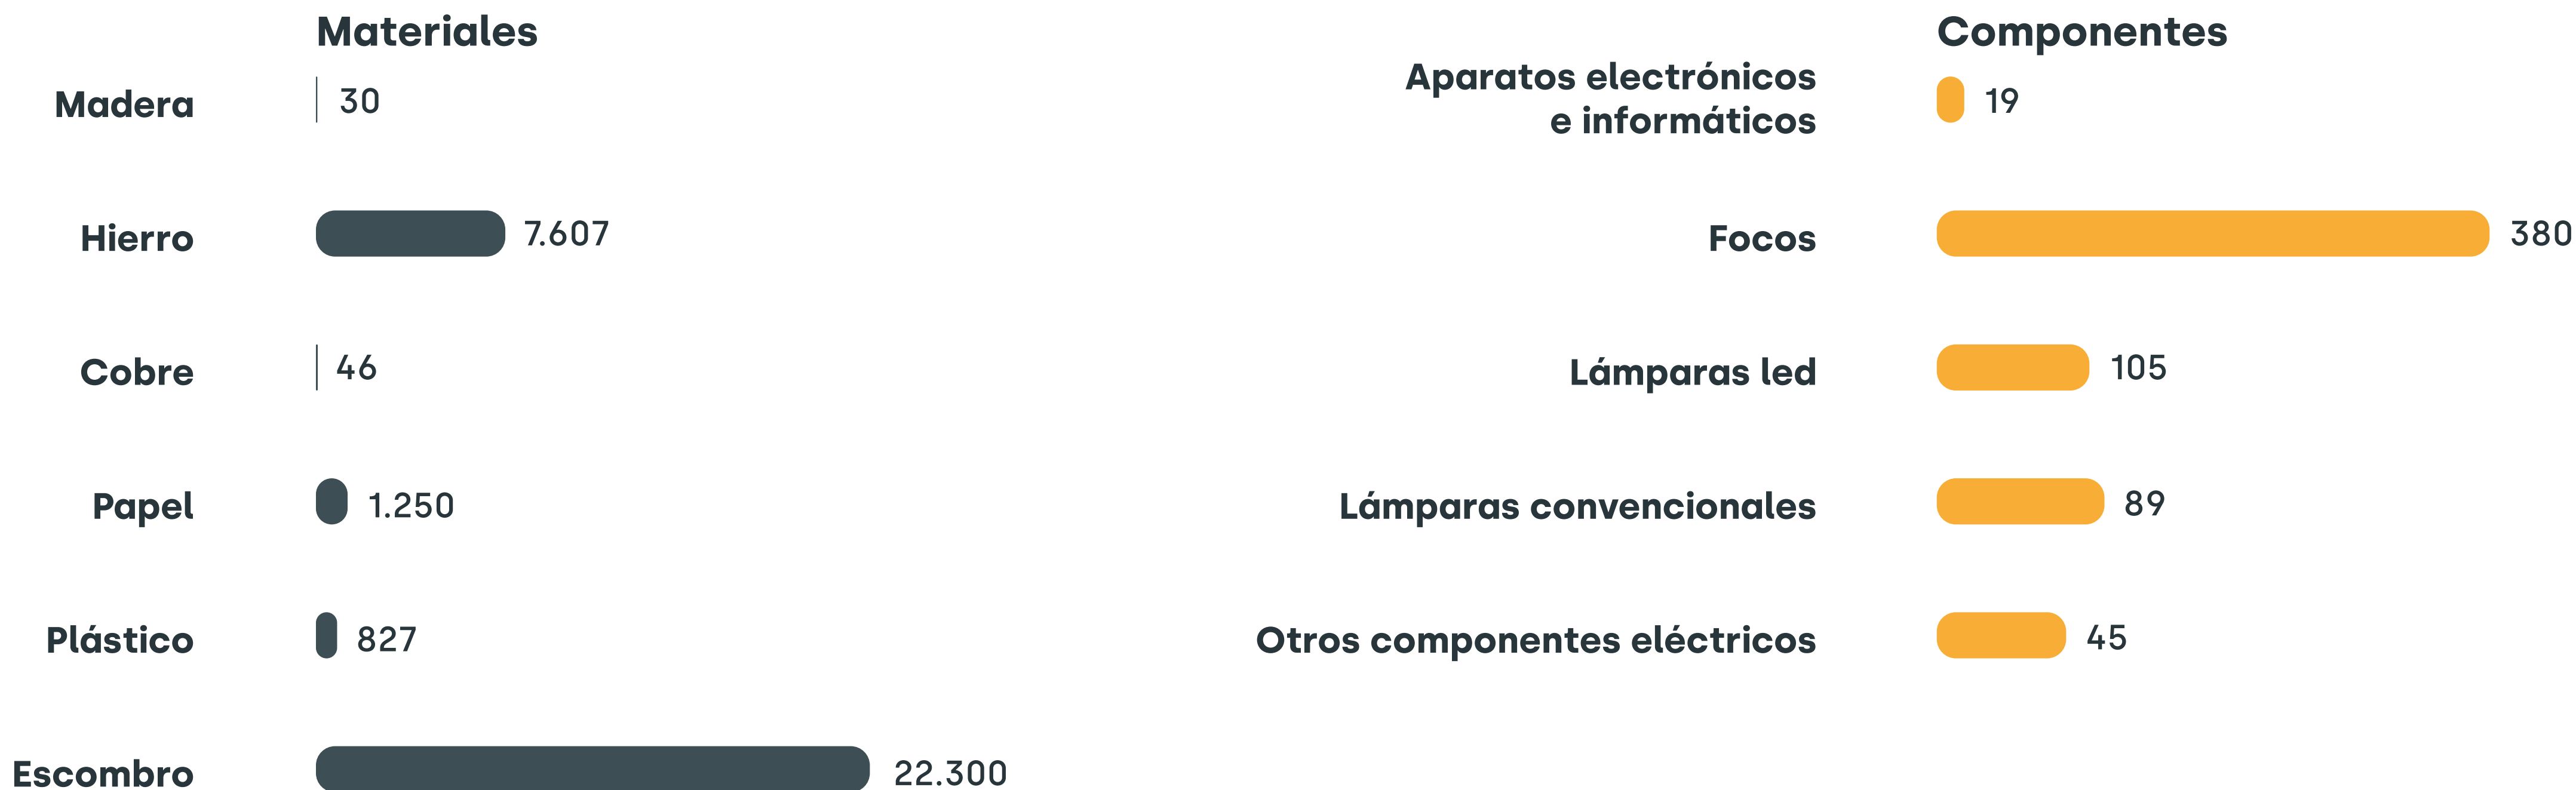 Materiales
Madera 30
Hierro 7.607
Cobre 46
Papel 1.250
Plástico 827
Escombro 22.300
Componentes
Aparatos electrónicos
e informáticos 19
Focos 380
Lámparas led 105
Lámparas convencionales 89
Otros componentes eléctricos 45